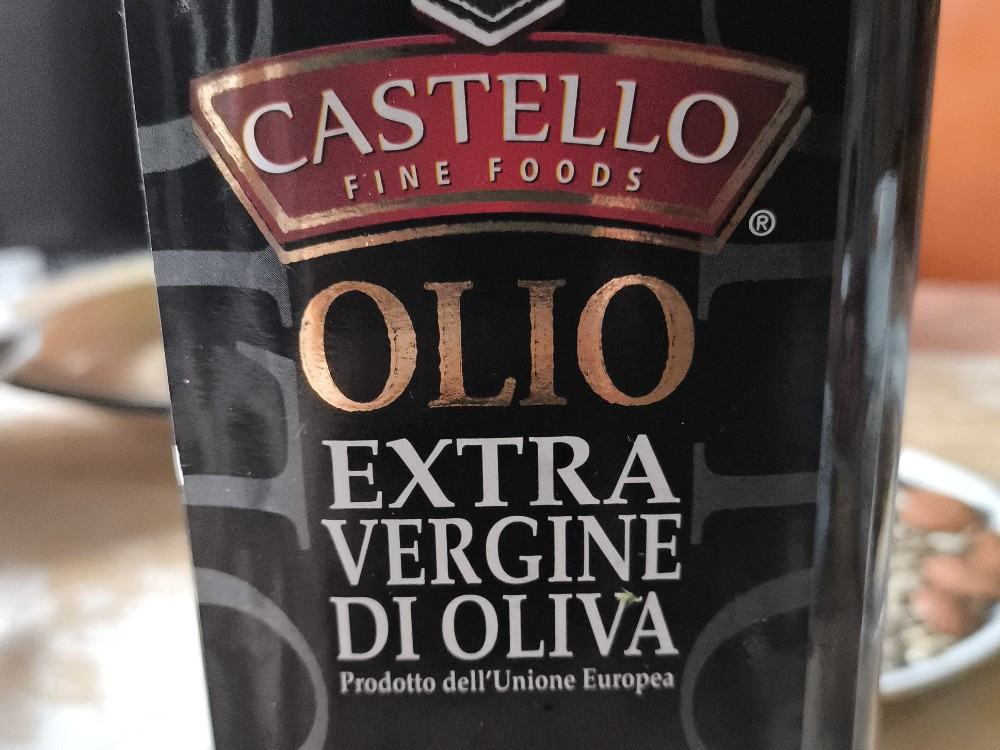 CASTELLO
FINE FOODS
®
OLIO
EXTRA
VERGINE
DI OLIVA
Prodotto dell'Unione Europea